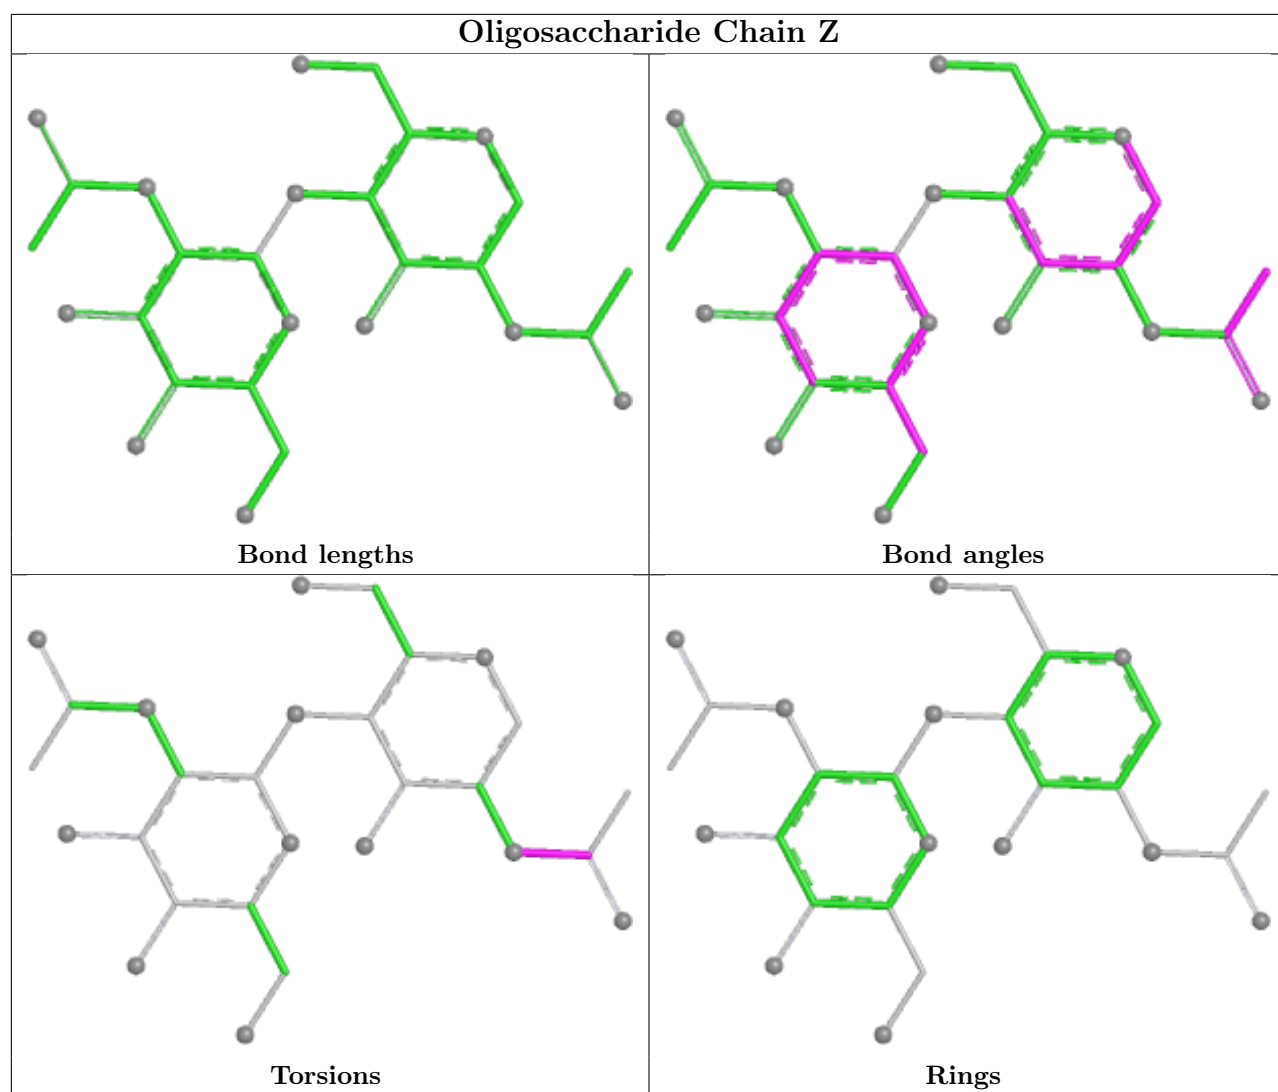 Oligosaccharide Chain Z
Bond lengths
Bond angles
Torsions
Rings